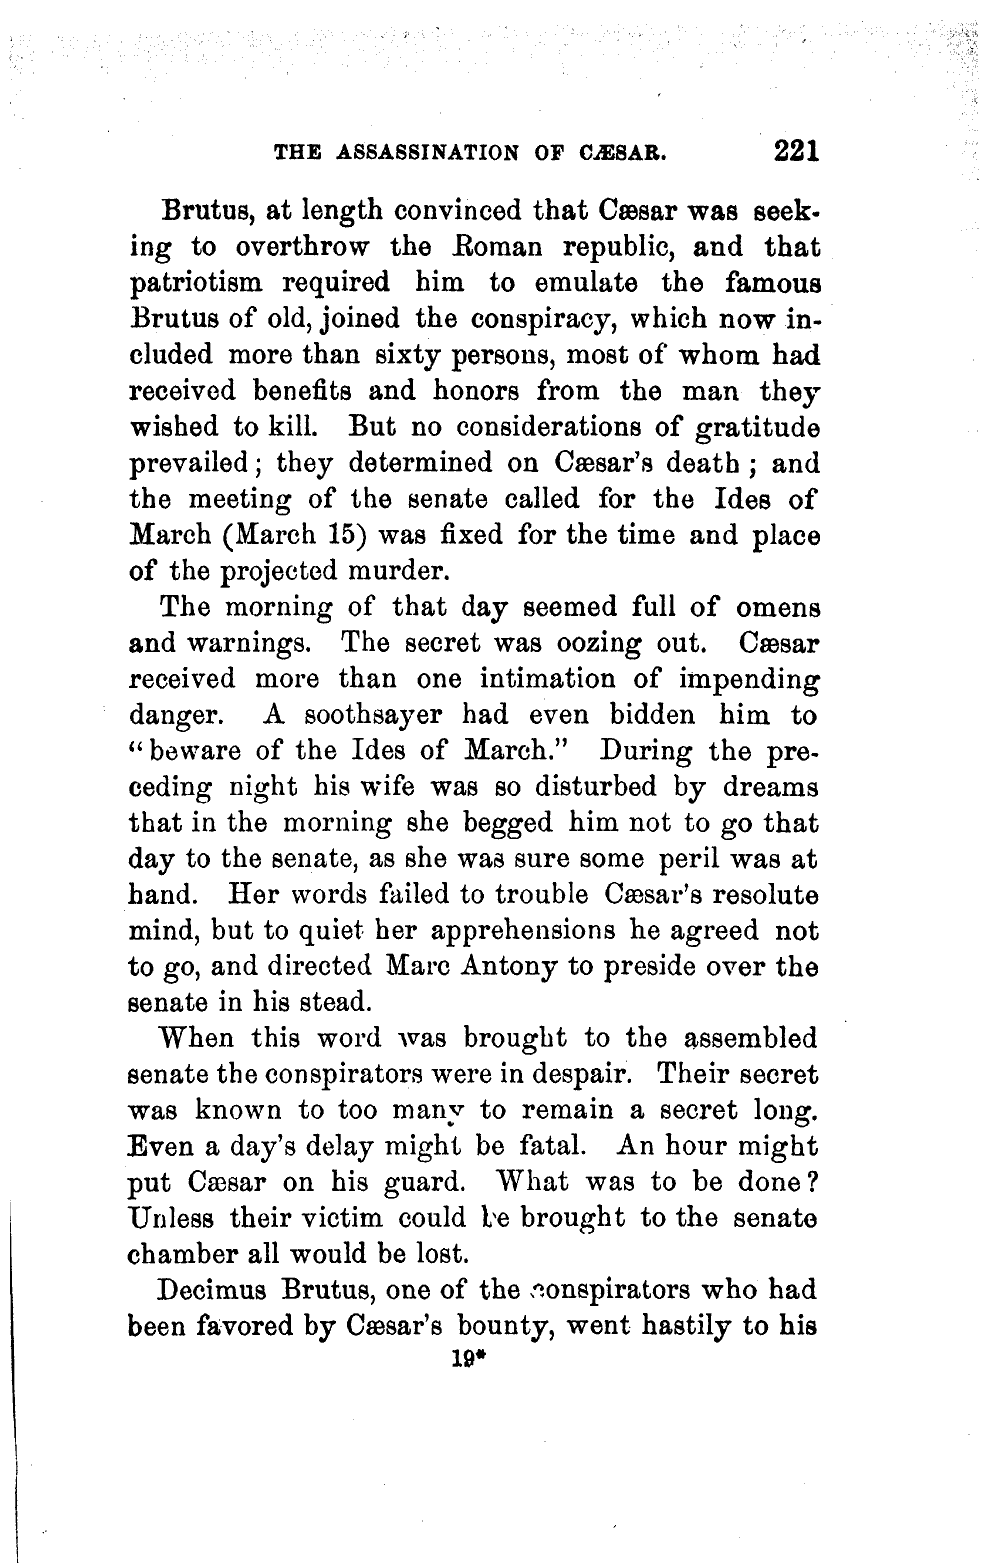 THE ASSASSINATION OF CÆSAR. 221
Brutus, at length convinced that Cæsar was seek-
ing to overthrow the Roman republic, and that
patriotism required him to emulate the famous
Brutus of old, joined the conspiracy, which now in-
cluded more than sixty persons, most of whom had
received benefits and honors from the man they
wished to kill. But no considerations of gratitude
prevailed; they determined on Cæsar's death; and
the meeting of the senate called for the Ides of
March (March 15) was fixed for the time and place
of the projected murder.
The morning of that day seemed full of omens
and warnings. The secret was oozing out. Cæsar
received more than one intimation of impending
danger. A soothsayer had even bidden him to
“beware of the Ides of March.” During the pre-
ceding night his wife was so disturbed by dreams
that in the morning she begged him not to go that
day to the senate, as she was sure some peril was at
hand. Her words failed to trouble Cæsar's resolute
mind, but to quiet her apprehensions he agreed not
to go, and directed Marc Antony to preside over the
senate in his stead.
When this word was brought to the assembled
senate the conspirators were in despair. Their secret
was known to too many to remain a secret long.
Even a day's delay might be fatal. An hour might
put Cæsar on his guard. What was to be done?
Unless their victim could be brought to the senate
chamber all would be lost.
Decimus Brutus, one of the conspirators who had
been favored by Cæsar's bounty, went hastily to his
19*